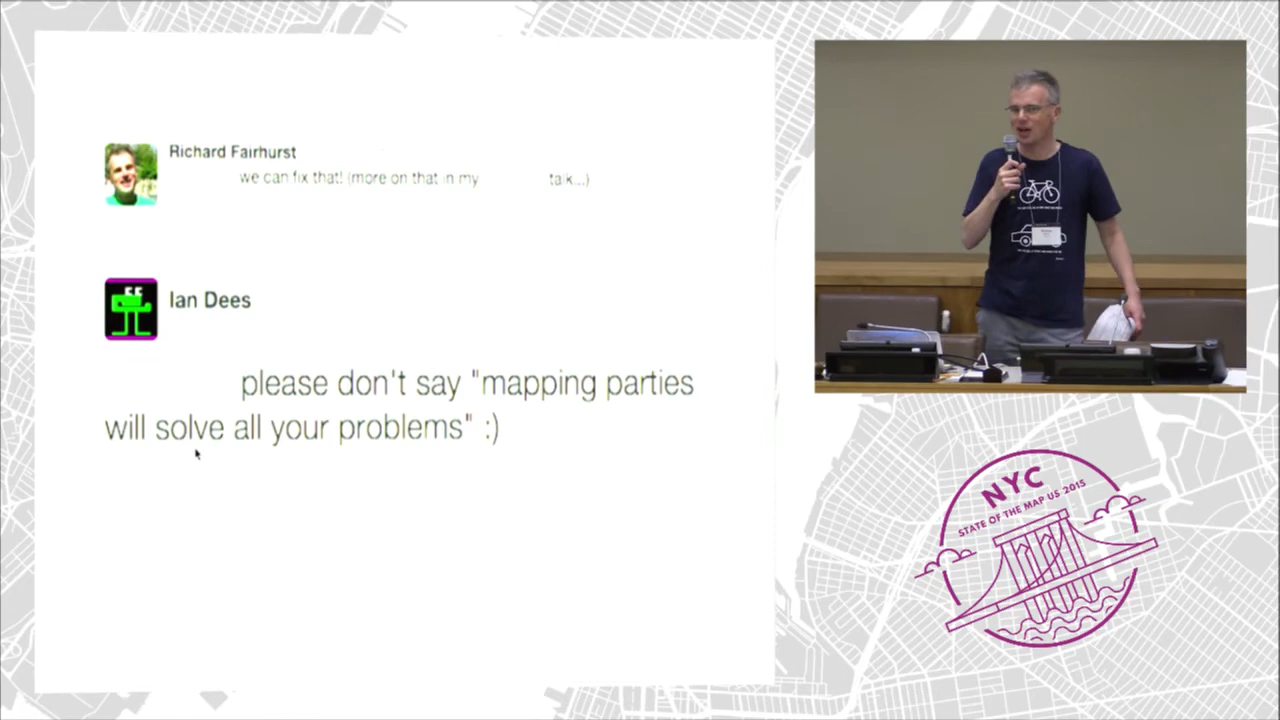 Richard Fairhurst
we can fix that! (more on that in my talk...)
Ian Dees
please don't say "mapping parties
will solve all your problems" :)
NYC
STATE OF THE MAP US 2015